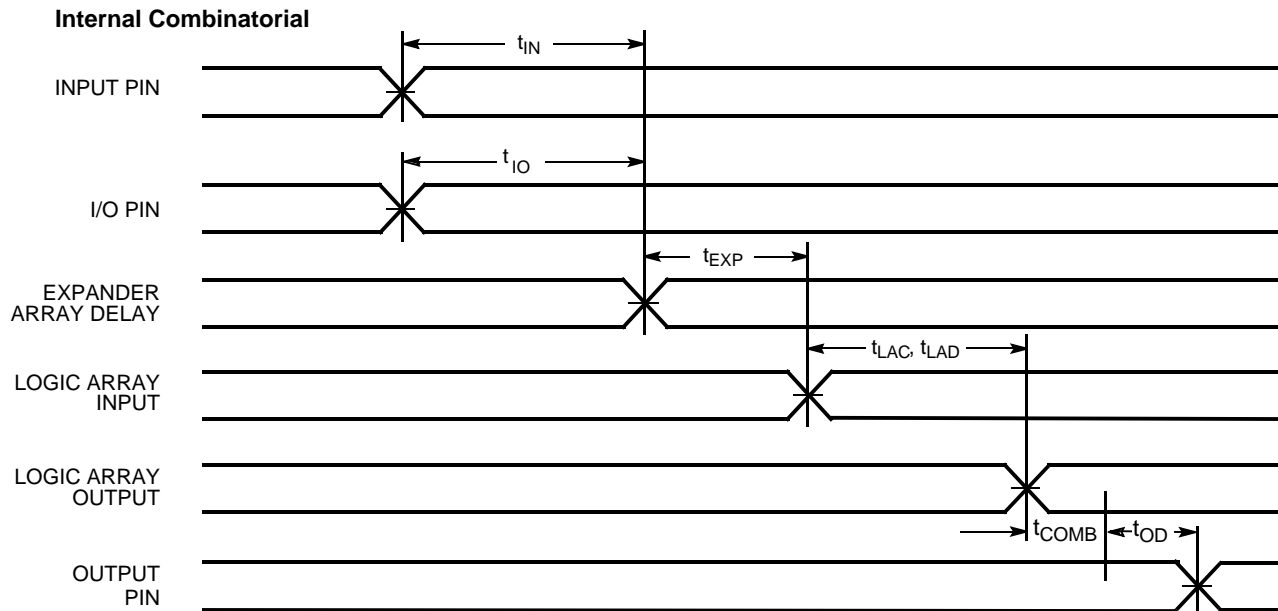 Internal Combinatorial
tIN
INPUT PIN
tIO
I/O PIN
tEXP
EXPANDER
ARRAY DELAY
tLAC, tLAD
LOGIC ARRAY
INPUT
LOGIC ARRAY
OUTPUT
tCOMB tOD
OUTPUT
PIN